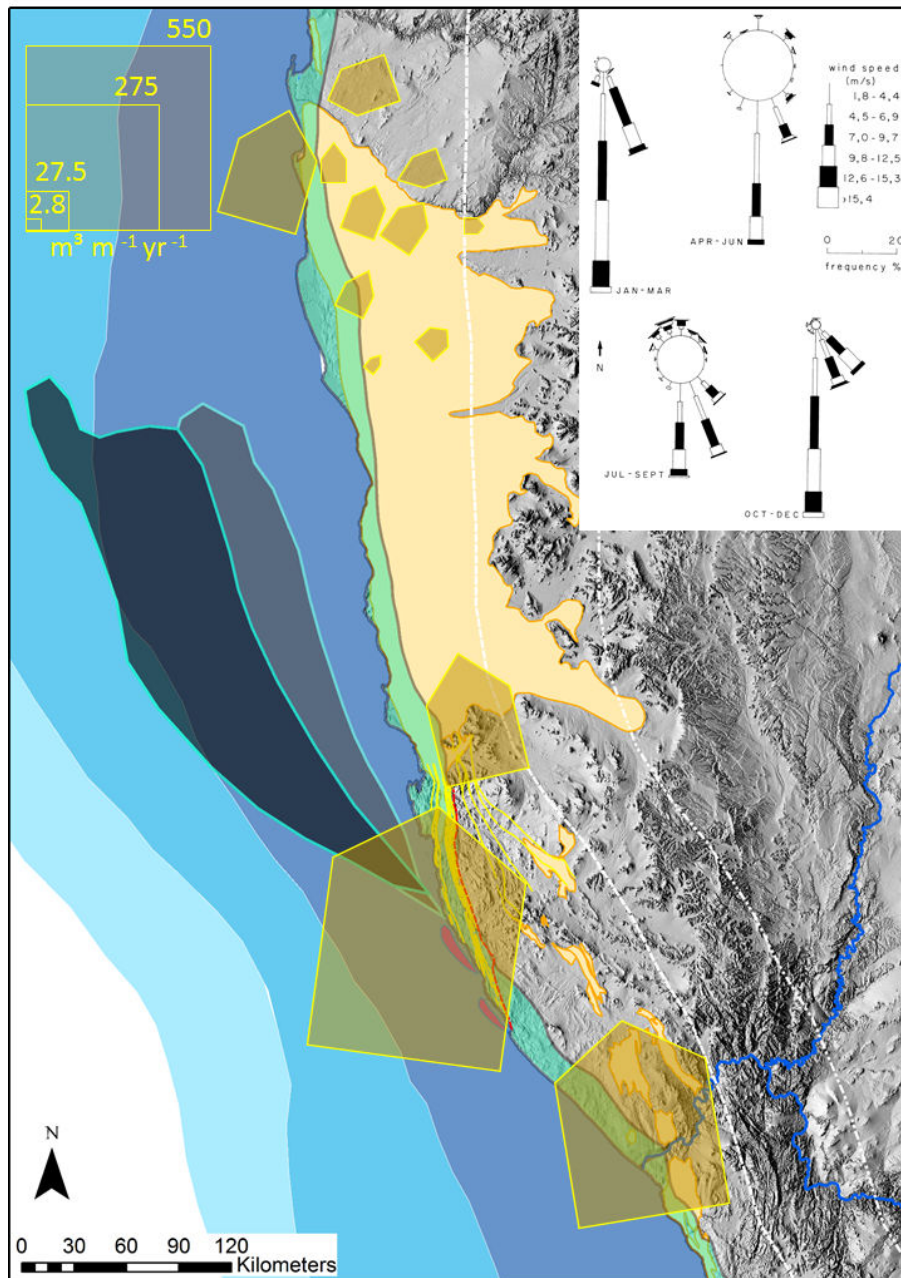 550
275
27.5
2.8
m³ m⁻¹ yr⁻¹
wind speed
(m/s)
1,8-4,4
4,5-6,9
7,0-9,7
9,8-12,5
12,6-15,3
>15,4
0 20
frequency %
JAN-MAR
APR-JUN
N
JUL-SEPT
OCT-DEC
N
0 30 60 90 120
Kilometers